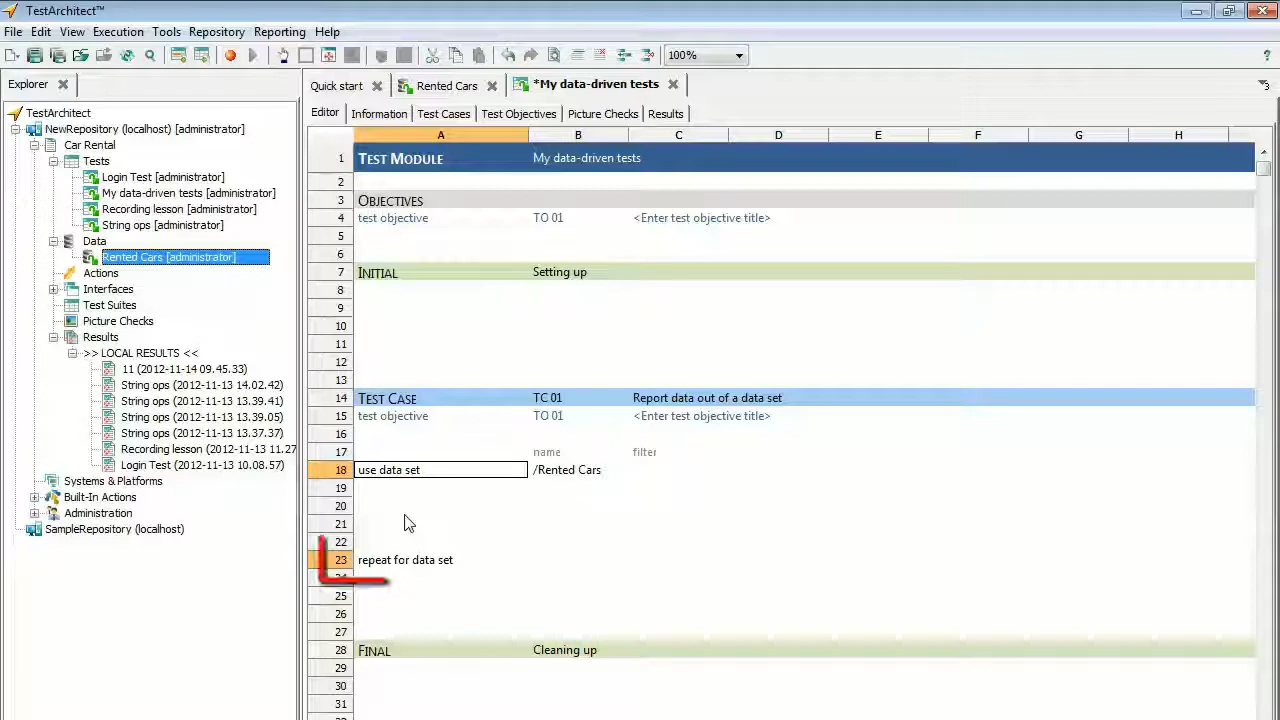 TestArchitect™
File Edit View Execution Tools Repository Reporting Help
100%
?
Explorer
Quick start
Rented Cars
*My data-driven tests
3
TestArchitect
NewRepository (localhost) [administrator]
Car Rental
Tests
Login Test [administrator]
My data-driven tests [administrator]
Recording lesson [administrator]
String ops [administrator]
Data
Rented Cars [administrator]
Actions
Interfaces
Test Suites
Picture Checks
Results
>> LOCAL RESULTS <<
11 (2012-11-14 09.45.33)
String ops (2012-11-13 14.02.42)
String ops (2012-11-13 13.39.41)
String ops (2012-11-13 13.39.05)
String ops (2012-11-13 13.37.37)
Recording lesson (2012-11-13 11.27
Login Test (2012-11-13 10.08.57)
Systems & Platforms
Built-In Actions
Administration
SampleRepository (localhost)
Editor Information Test Cases Test Objectives Picture Checks Results
A B C D E F G H
1 TEST MODULE My data-driven tests
2
3 OBJECTIVES
4 test objective TO 01 <Enter test objective title>
5
6
7 INITIAL Setting up
8
9
10
11
12
13
14 TEST CASE TC 01 Report data out of a data set
15 test objective TO 01 <Enter test objective title>
16
17 name filter
18 use data set /Rented Cars
19
20
21
22
23 repeat for data set
24
25
26
27
28 FINAL Cleaning up
29
30
31